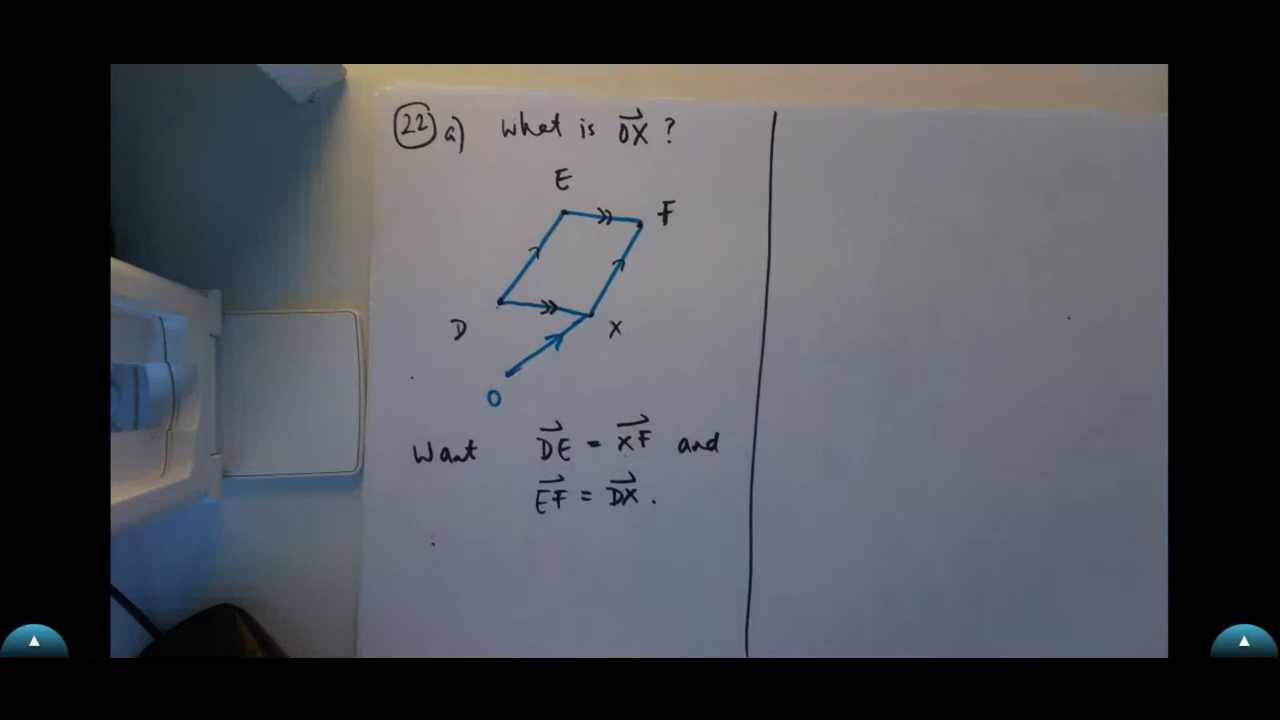 22 a) What is OX ?
E
F
D
X
O
Want DE = XF and
EF = DX .